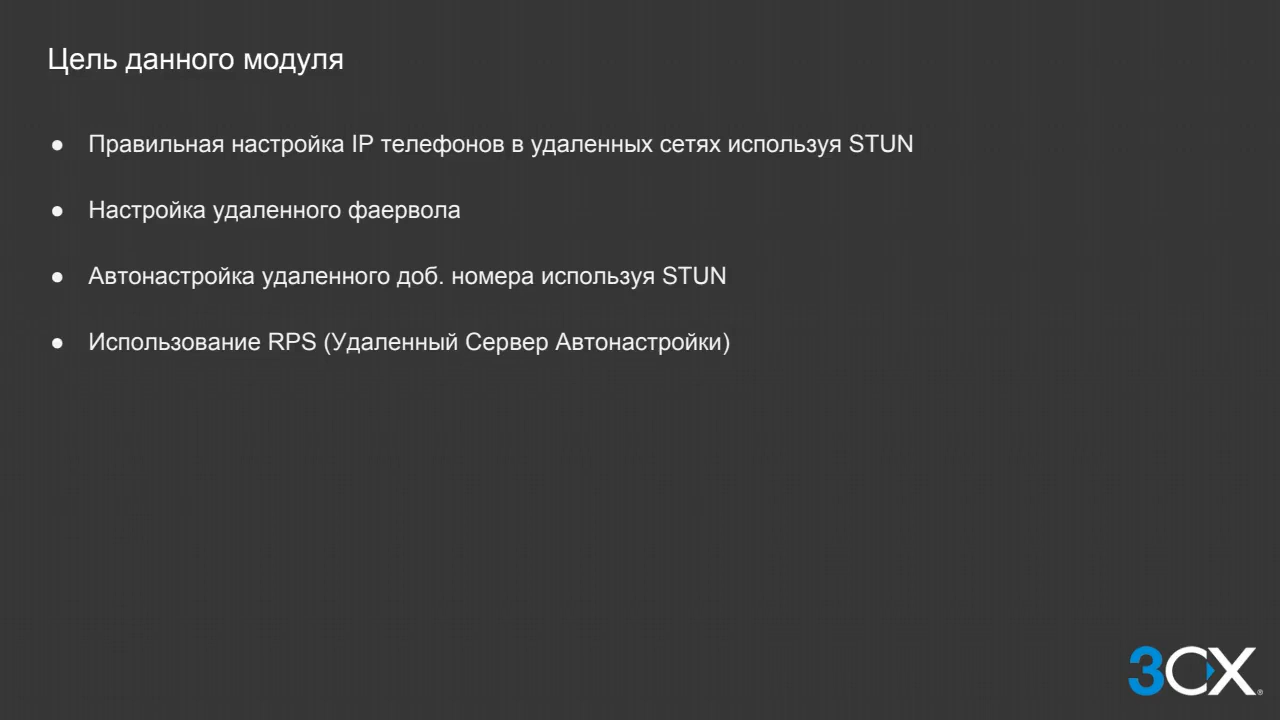 Цель данного модуля
● Правильная настройка IP телефонов в удаленных сетях используя STUN
● Настройка удаленного фаервола
● Автонастройка удаленного доб. номера используя STUN
● Использование RPS (Удаленный Сервер Автонастройки)
3CX®